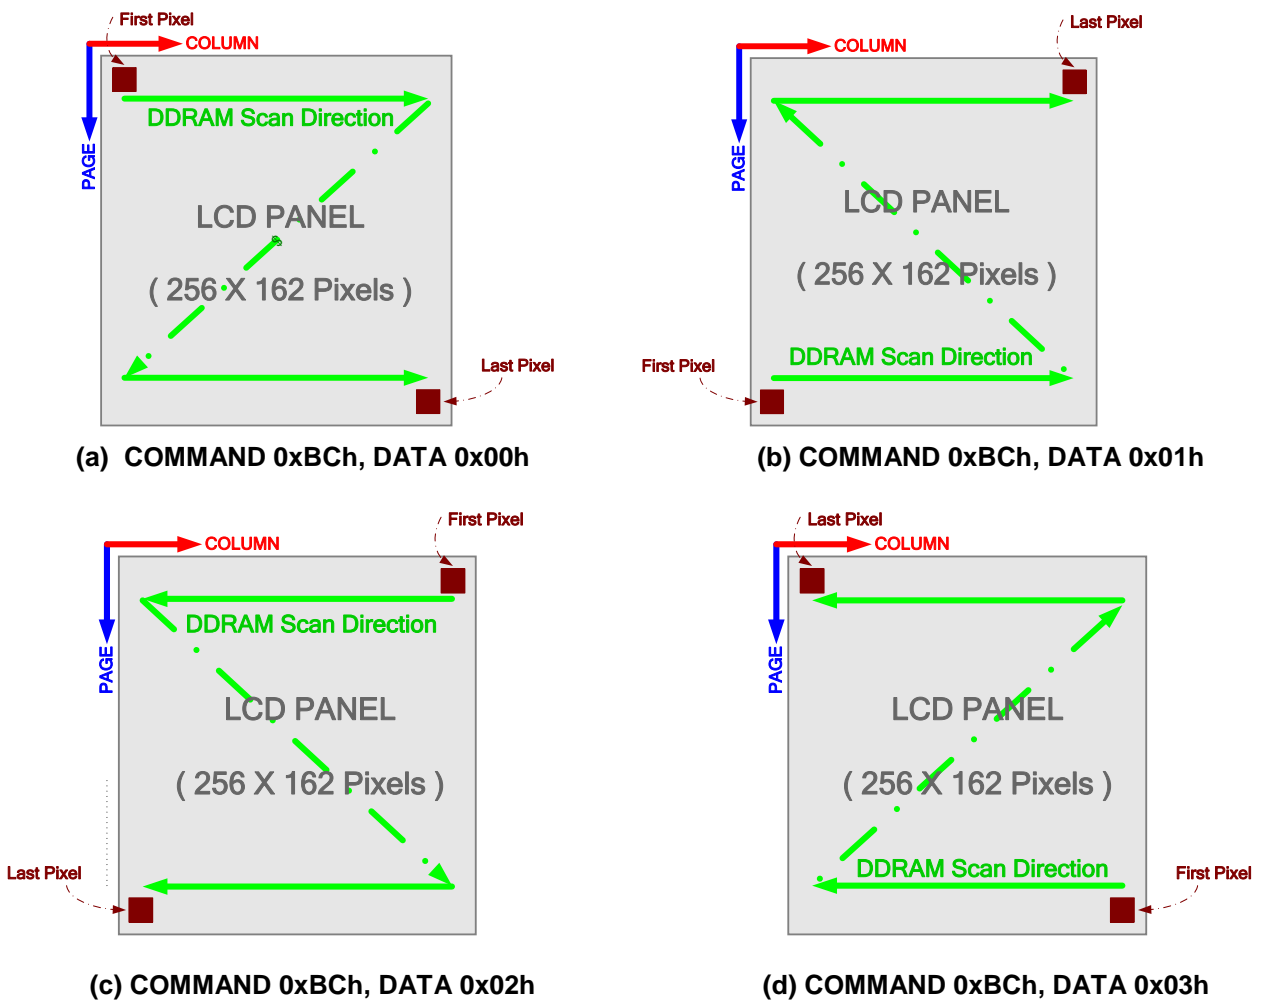 First Pixel
COLUMN
DDRAM Scan Direction
PAGE
LCD PANEL
( 256 X 162 Pixels )
Last Pixel
(a) COMMAND 0xBCh, DATA 0x00h
Last Pixel
COLUMN
PAGE
LCD PANEL
( 256 X 162 Pixels )
DDRAM Scan Direction
First Pixel
(b) COMMAND 0xBCh, DATA 0x01h
First Pixel
COLUMN
DDRAM Scan Direction
PAGE
LCD PANEL
( 256 X 162 Pixels )
Last Pixel
(c) COMMAND 0xBCh, DATA 0x02h
Last Pixel
COLUMN
PAGE
LCD PANEL
( 256 X 162 Pixels )
DDRAM Scan Direction
First Pixel
(d) COMMAND 0xBCh, DATA 0x03h